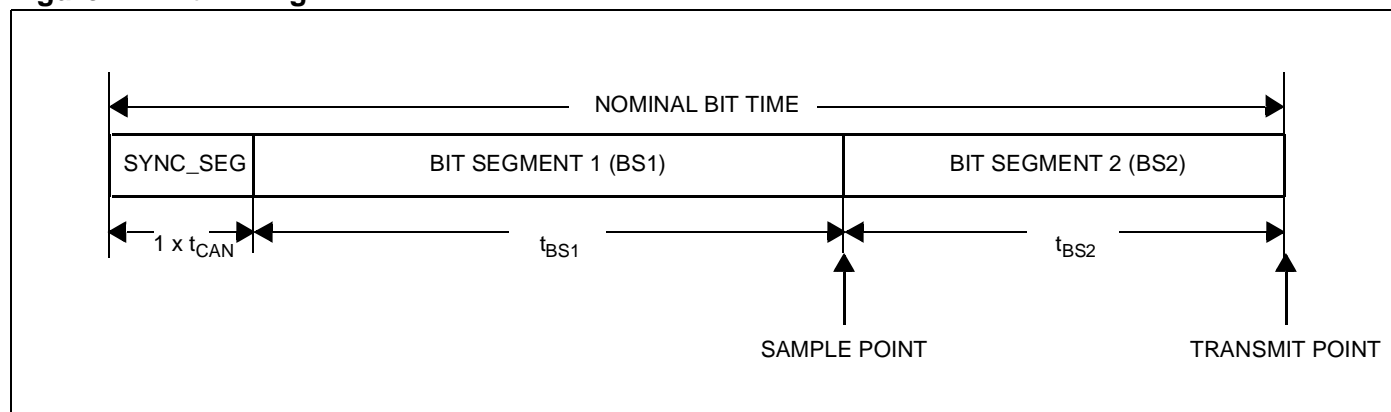 NOMINAL BIT TIME
SYNC_SEG BIT SEGMENT 1 (BS1) BIT SEGMENT 2 (BS2)
1 x tCAN tBS1 tBS2
SAMPLE POINT TRANSMIT POINT